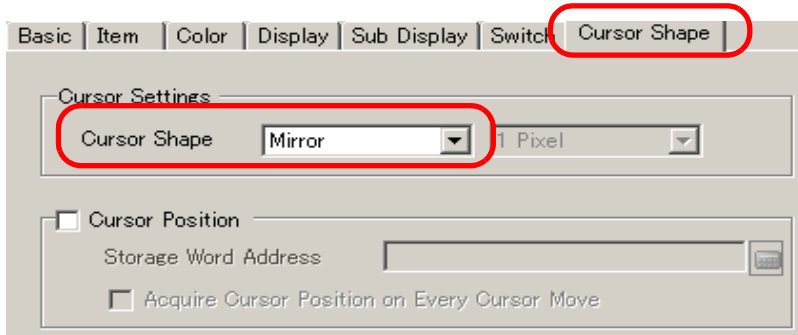 Basic Item Color Display Sub Display Switch Cursor Shape
Cursor Settings
Cursor Shape Mirror 1 Pixel
Cursor Position
Storage Word Address
Acquire Cursor Position on Every Cursor Move